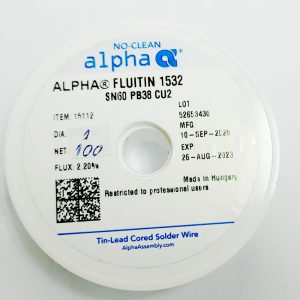 NO-CLEAN
alpha
ALPHA® FLUITIN 1532
SN60 PB38 CU2
ITEM: 15112
LOT
52653430
DIA. 1
MFG
10-SEP-2020
NET: 100
EXP
26-AUG-2023
FLUX: 2.20%
Made in Hungary
Restricted to professional users
Tin-Lead Cored Solder Wire
AlphaAssembly.com